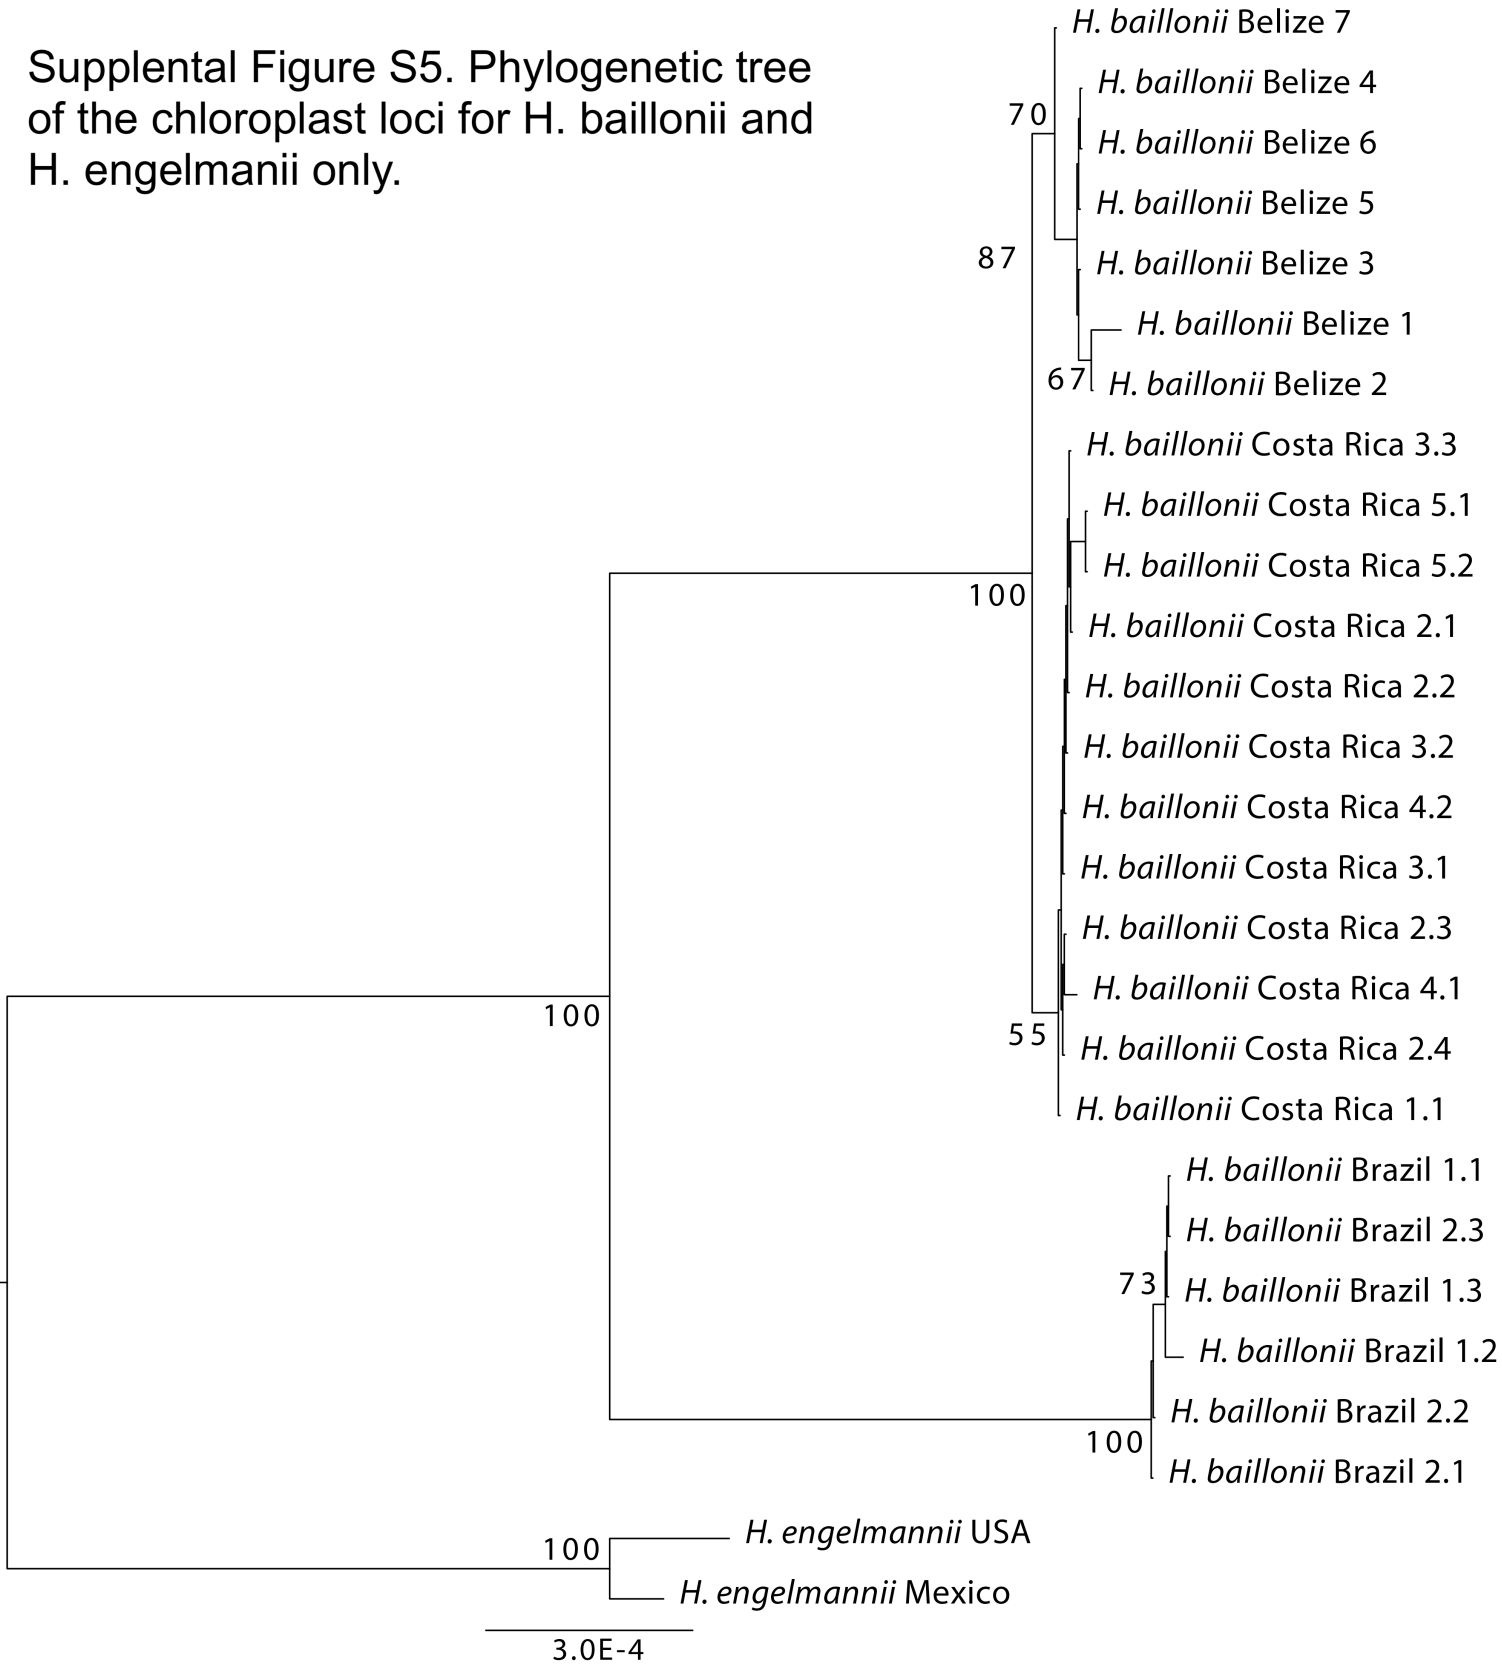 H. baillonii Belize 7
Supplental Figure S5. Phylogenetic tree
of the chloroplast loci for H. baillonii and
H. engelmanii only.
H. baillonii Belize 4
70
H. baillonii Belize 6
H. baillonii Belize 5
87
H. baillonii Belize 3
H. baillonii Belize 1
67
H. baillonii Belize 2
H. baillonii Costa Rica 3.3
H. baillonii Costa Rica 5.1
H. baillonii Costa Rica 5.2
100
H. baillonii Costa Rica 2.1
H. baillonii Costa Rica 2.2
H. baillonii Costa Rica 3.2
H. baillonii Costa Rica 4.2
H. baillonii Costa Rica 3.1
H. baillonii Costa Rica 2.3
H. baillonii Costa Rica 4.1
100
55
H. baillonii Costa Rica 2.4
H. baillonii Costa Rica 1.1
H. baillonii Brazil 1.1
H. baillonii Brazil 2.3
73
H. baillonii Brazil 1.3
H. baillonii Brazil 1.2
H. baillonii Brazil 2.2
100
H. baillonii Brazil 2.1
H. engelmannii USA
100
H. engelmannii Mexico
3.0E-4